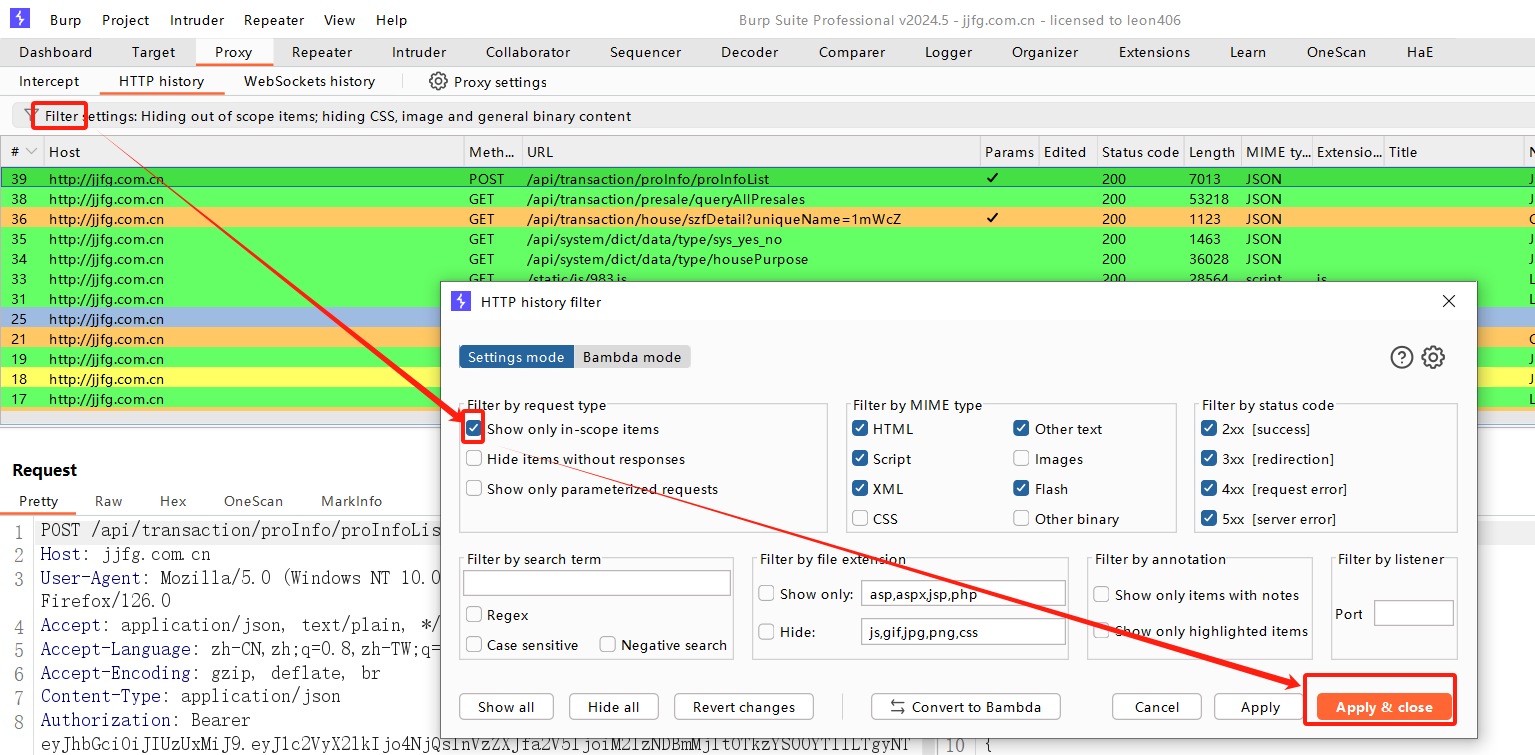 Burp Project Intruder Repeater View Help Burp Suite Professional v2024.5 - jjfg.com.cn - licensed to leon406
Dashboard Target Proxy Repeater Intruder Collaborator Sequencer Decoder Comparer Logger Organizer Extensions Learn OneScan HaE
Intercept HTTP history WebSockets history Proxy settings
Filter settings: Hiding out of scope items; hiding CSS, image and general binary content
# Host Meth... URL Params Edited Status code Length MIME ty... Extensio... Title
39 http://jjfg.com.cn POST /api/transaction/proInfo/proInfoList 200 7013 JSON
38 http://jjfg.com.cn GET /api/transaction/presale/queryAllPresales 200 53218 JSON
36 http://jjfg.com.cn GET /api/transaction/house/szfDetail?uniqueName=1mWcZ 200 1123 JSON
35 http://jjfg.com.cn GET /api/system/dict/data/type/sys_yes_no 200 1463 JSON
34 http://jjfg.com.cn GET /api/system/dict/data/type/housePurpose 200 36028 JSON
33 http://jjfg.com.cn GET /static/js/983.js 200 28564 script js
31 http://jjfg.com.cn
25 http://jjfg.com.cn
21 http://jjfg.com.cn
19 http://jjfg.com.cn
18 http://jjfg.com.cn
17 http://jjfg.com.cn
HTTP history filter
Settings mode Bambda mode
Filter by request type
Show only in-scope items
Hide items without responses
Show only parameterized requests
Filter by MIME type
HTML Other text
Script Images
XML Flash
CSS Other binary
Filter by status code
2xx [success]
3xx [redirection]
4xx [request error]
5xx [server error]
Filter by search term
Regex
Case sensitive Negative search
Filter by file extension
Show only: asp,aspx,jsp,php
Hide: js,gif,jpg,png,css
Filter by annotation
Show only items with notes
Show only highlighted items
Filter by listener
Port
Show all Hide all Revert changes Convert to Bambda Cancel Apply Apply & close
Request
Pretty Raw Hex OneScan MarkInfo
1 POST /api/transaction/proInfo/proInfoLis
2 Host: jjfg.com.cn
3 User-Agent: Mozilla/5.0 (Windows NT 10.0
Firefox/126.0
4 Accept: application/json, text/plain, */
5 Accept-Language: zh-CN,zh;q=0.8,zh-TW;q=
6 Accept-Encoding: gzip, deflate, br
7 Content-Type: application/json
8 Authorization: Bearer
10 {